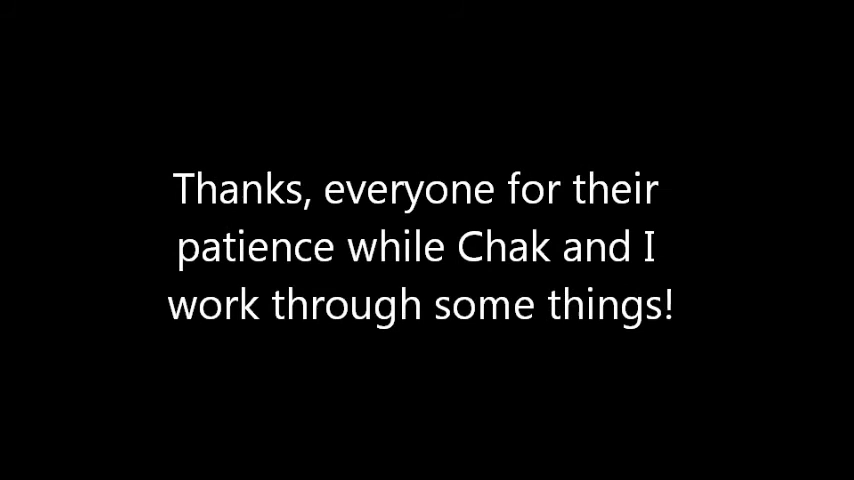 Thanks, everyone for their
patience while Chak and I
work through some things!